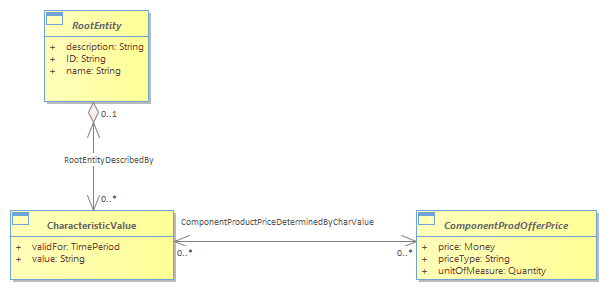 RootEntity
+ description: String
+ ID: String
+ name: String
0..1
RootEntityDescribedBy
0..*
CharacteristicValue
+ validFor: TimePeriod
+ value: String
ComponentProductPriceDeterminedByCharValue
0..*
0..*
ComponentProdOfferPrice
+ price: Money
+ priceType: String
+ unitOfMeasure: Quantity